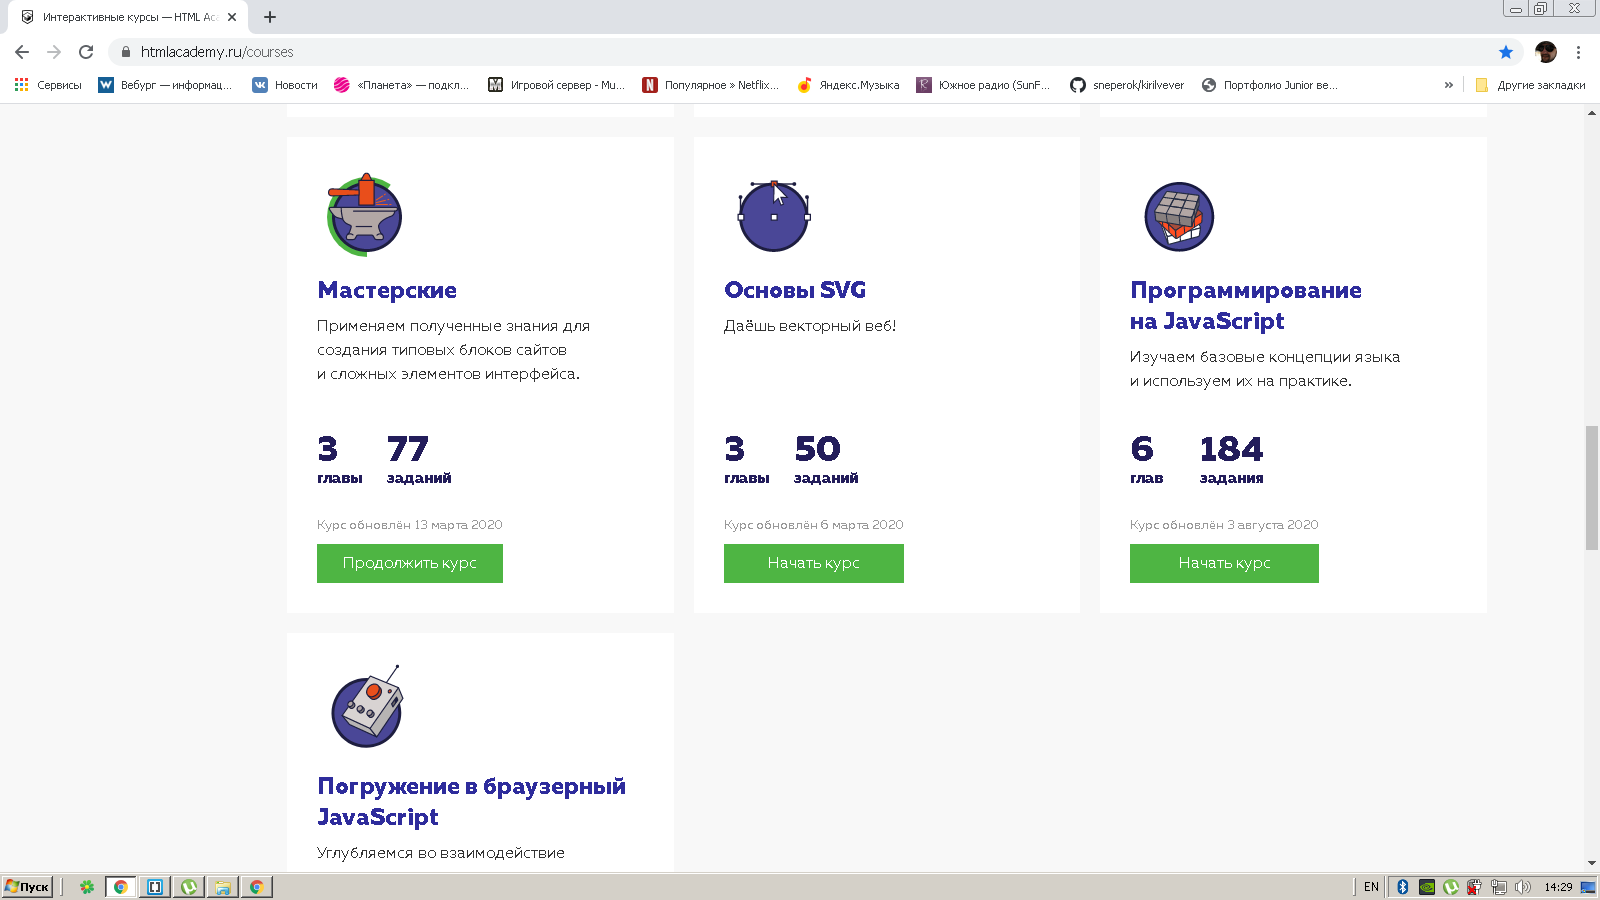 Интерактивные курсы — HTML Aca
htmlacademy.ru/courses
Сервисы
Вебург — информац...
Новости
«Планета» — подкл...
Игровой сервер - Mu...
Популярное » Netflix...
Яндекс.Музыка
Южное радио (SunF...
sneperok/kirilvever
Портфолио Junior ве...
»
Другие закладки
Мастерские
Применяем полученные знания для
создания типовых блоков сайтов
и сложных элементов интерфейса.
3 77
главы заданий
Курс обновлён 13 марта 2020
Продолжить курс
Основы SVG
Даёшь векторный веб!
3 50
главы заданий
Курс обновлён 6 марта 2020
Начать курс
Программирование
на JavaScript
Изучаем базовые концепции языка
и используем их на практике.
6 184
глав задания
Курс обновлён 3 августа 2020
Начать курс
Погружение в браузерный
JavaScript
Углубляемся во взаимодействие
Пуск
EN
14:29